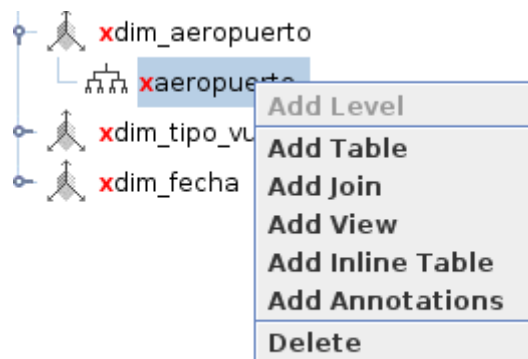 xdim_aeropuerto
xaeropuerto
Add Level
xdim_tipo_vu
Add Table
Add Join
xdim_fecha
Add View
Add Inline Table
Add Annotations
Delete